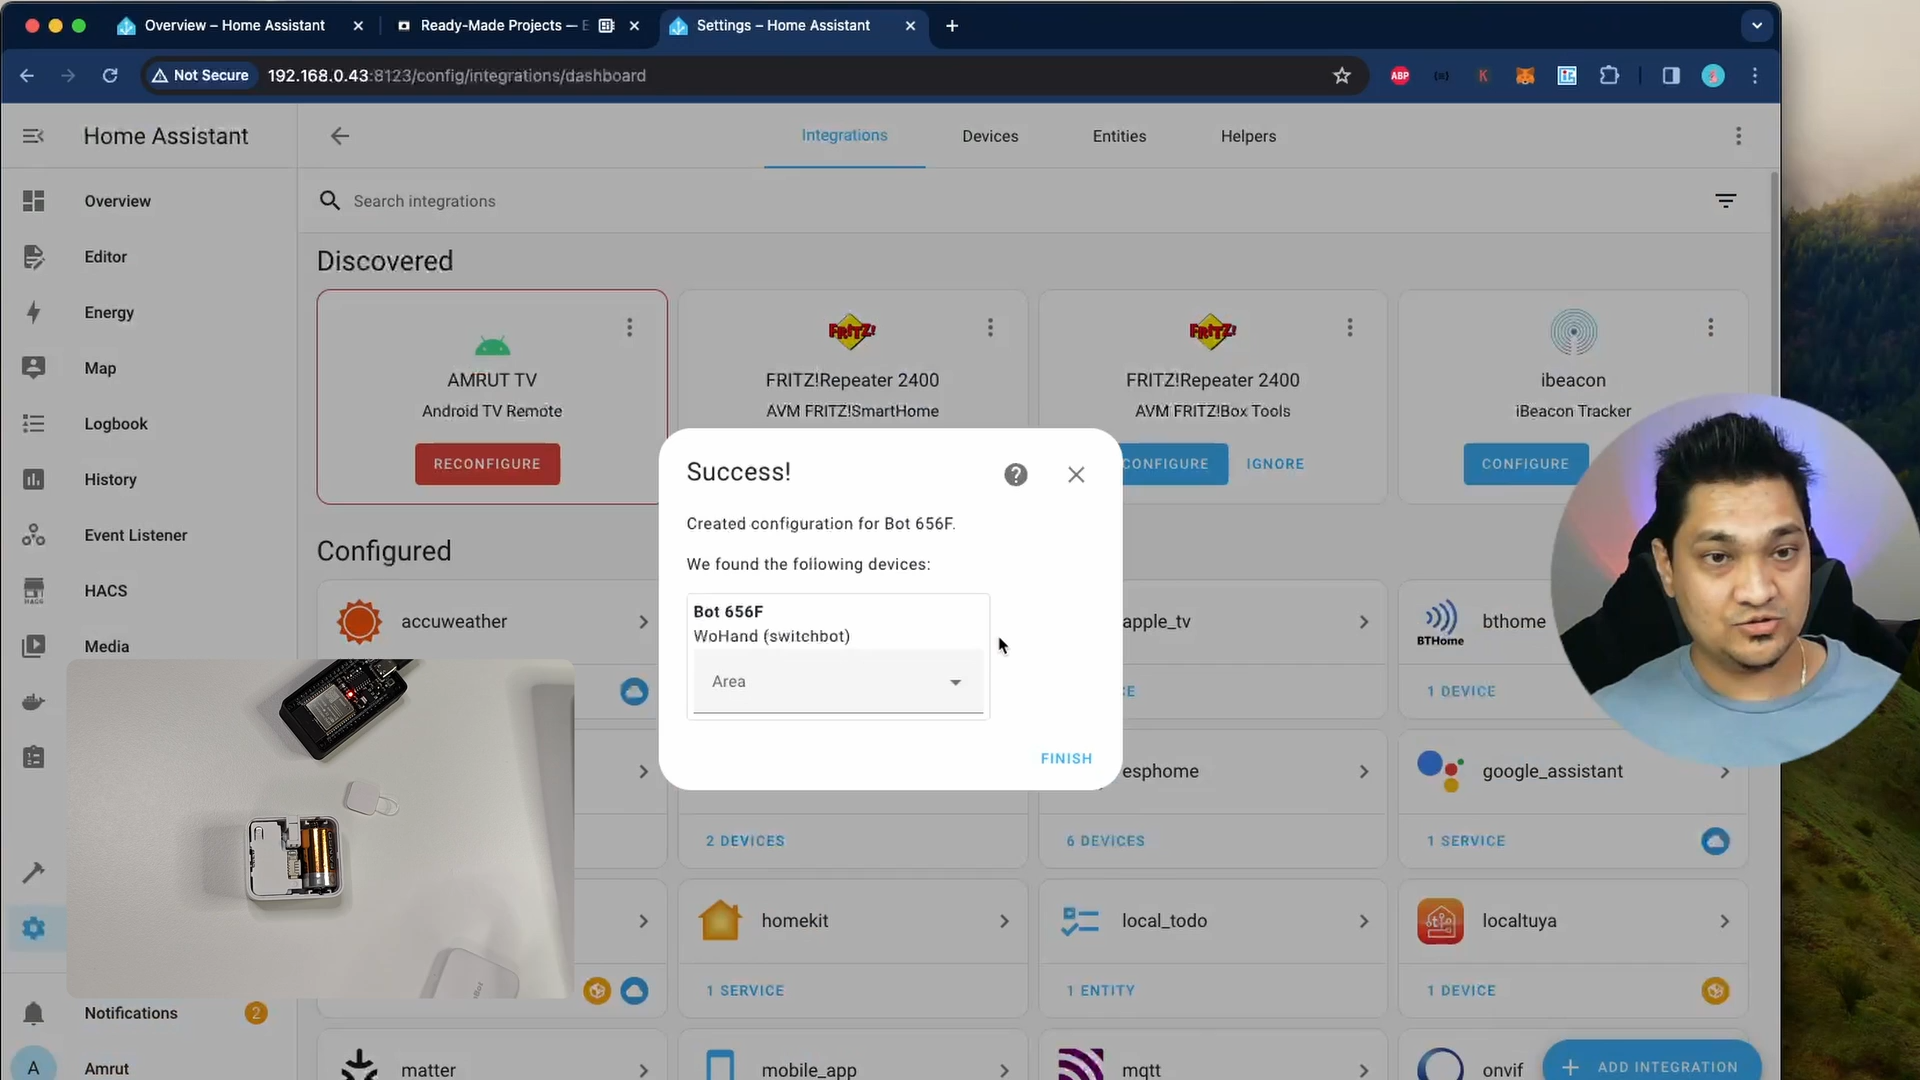 Overview – Home Assistant
Ready-Made Projects —
Settings – Home Assistant
Not Secure
192.168.0.43:8123/config/integrations/dashboard
ABP
K
Home Assistant
Integrations
Devices
Entities
Helpers
Overview
Editor
Energy
Map
Logbook
History
Event Listener
HACS
HACS
Media
Notifications
2
A
Amrut
Search integrations
Discovered
FRITZ!
FRITZ!
AMRUT TV
FRITZ!Repeater 2400
FRITZ!Repeater 2400
ibeacon
Android TV Remote
AVM FRITZ!SmartHome
AVM FRITZ!Box Tools
iBeacon Tracker
RECONFIGURE
CONFIGURE
IGNORE
CONFIGURE
Success!
Created configuration for Bot 656F.
We found the following devices:
Bot 656F
WoHand (switchbot)
Area
FINISH
Configured
accuweather
apple_tv
BTHome
bthome
1 DEVICE
esphome
google_assistant
2 DEVICES
6 DEVICES
1 SERVICE
homekit
local_todo
localtuya
1 SERVICE
1 ENTITY
1 DEVICE
matter
mobile_app
mqtt
onvif
ADD INTEGRATION